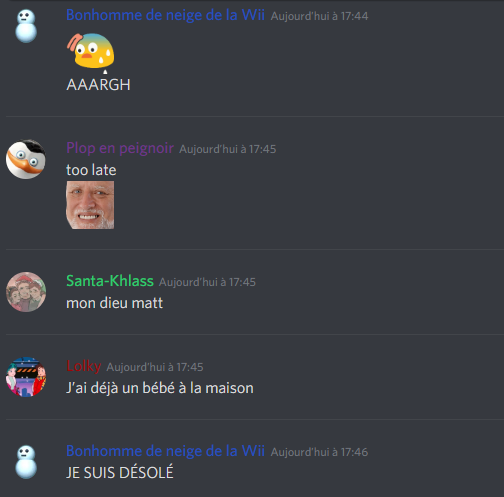 Bonhomme de neige de la Wii Aujourd'hui à 17:44
AAARGH
Plop en peignoir Aujourd'hui à 17:45
too late
Santa-Khlass Aujourd'hui à 17:45
mon dieu matt
Lolky Aujourd'hui à 17:45
J'ai déjà un bébé à la maison
Bonhomme de neige de la Wii Aujourd'hui à 17:46
JE SUIS DÉSOLÉ